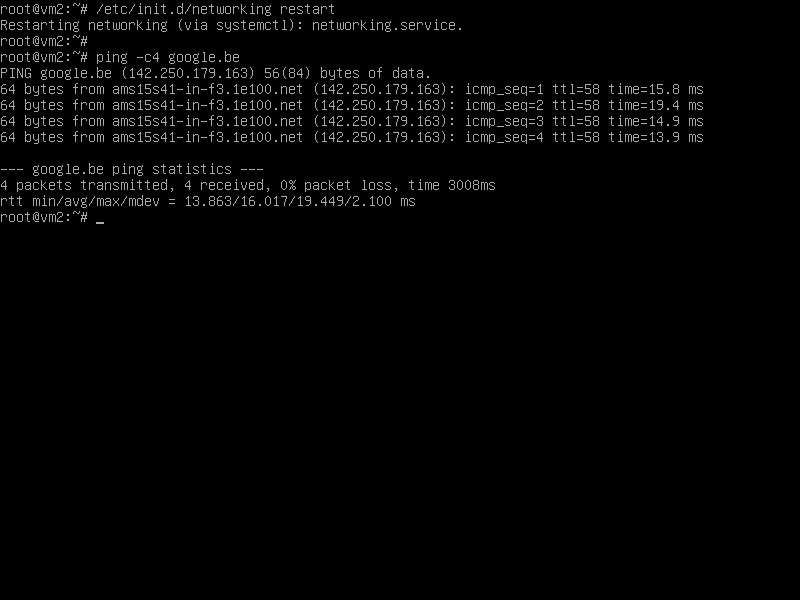 root@vm2:~# /etc/init.d/networking restart
Restarting networking (via systemctl): networking.service.
root@vm2:~#
root@vm2:~# ping -c4 google.be
PING google.be (142.250.179.163) 56(84) bytes of data.
64 bytes from ams15s41-in-f3.1e100.net (142.250.179.163): icmp_seq=1 ttl=58 time=15.8 ms
64 bytes from ams15s41-in-f3.1e100.net (142.250.179.163): icmp_seq=2 ttl=58 time=19.4 ms
64 bytes from ams15s41-in-f3.1e100.net (142.250.179.163): icmp_seq=3 ttl=58 time=14.9 ms
64 bytes from ams15s41-in-f3.1e100.net (142.250.179.163): icmp_seq=4 ttl=58 time=13.9 ms
--- google.be ping statistics ---
4 packets transmitted, 4 received, 0% packet loss, time 3008ms
rtt min/avg/max/mdev = 13.863/16.017/19.449/2.100 ms
root@vm2:~# _